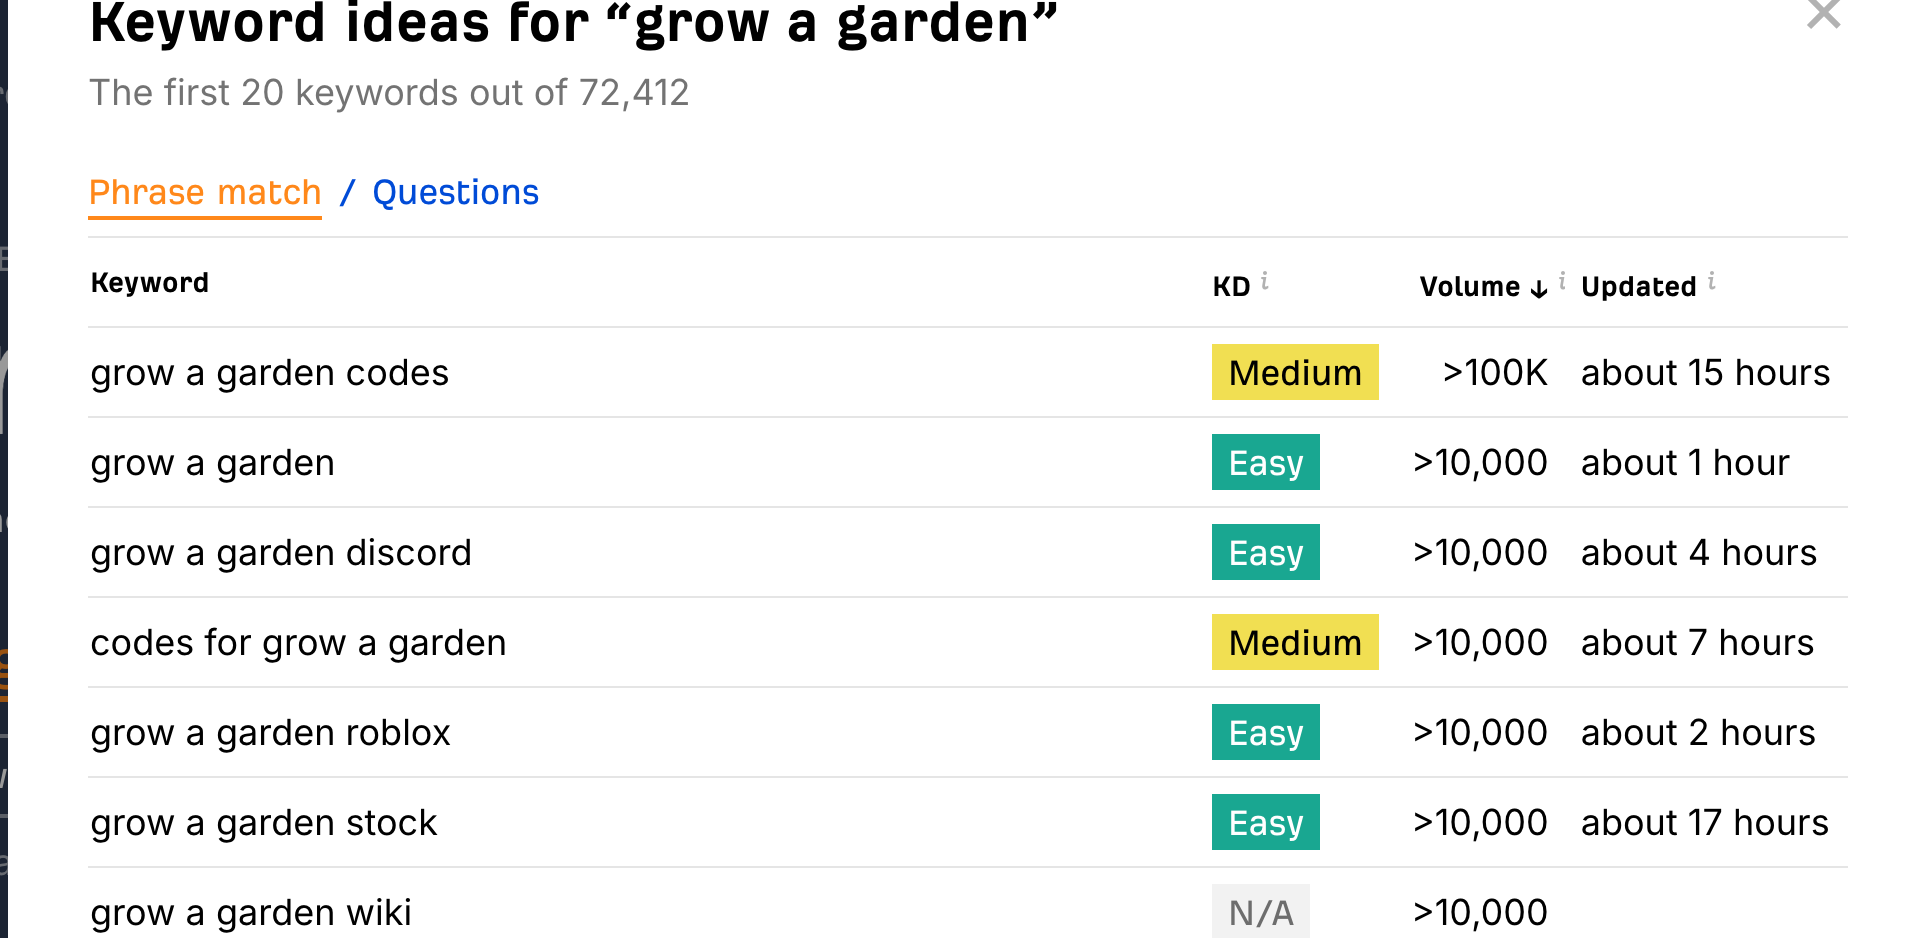 Keyword ideas for “grow a garden”
The first 20 keywords out of 72,412
Phrase match / Questions
Keyword KD i Volume ↓ i Updated i
grow a garden codes Medium >100K about 15 hours
grow a garden Easy >10,000 about 1 hour
grow a garden discord Easy >10,000 about 4 hours
codes for grow a garden Medium >10,000 about 7 hours
grow a garden roblox Easy >10,000 about 2 hours
grow a garden stock Easy >10,000 about 17 hours
grow a garden wiki N/A >10,000